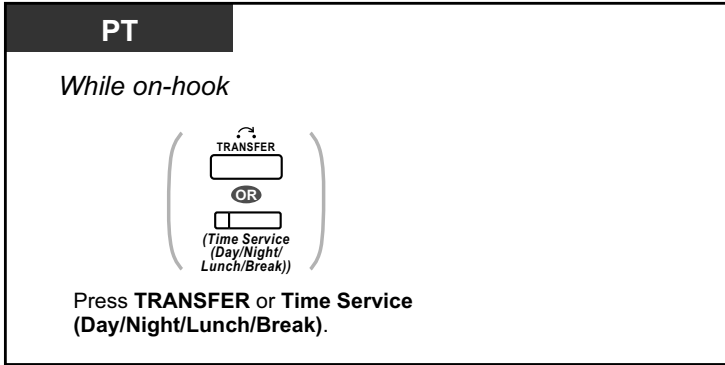 PT
While on-hook
TRANSFER
OR
(Time Service
(Day/Night/
Lunch/Break))
Press TRANSFER or Time Service
(Day/Night/Lunch/Break).